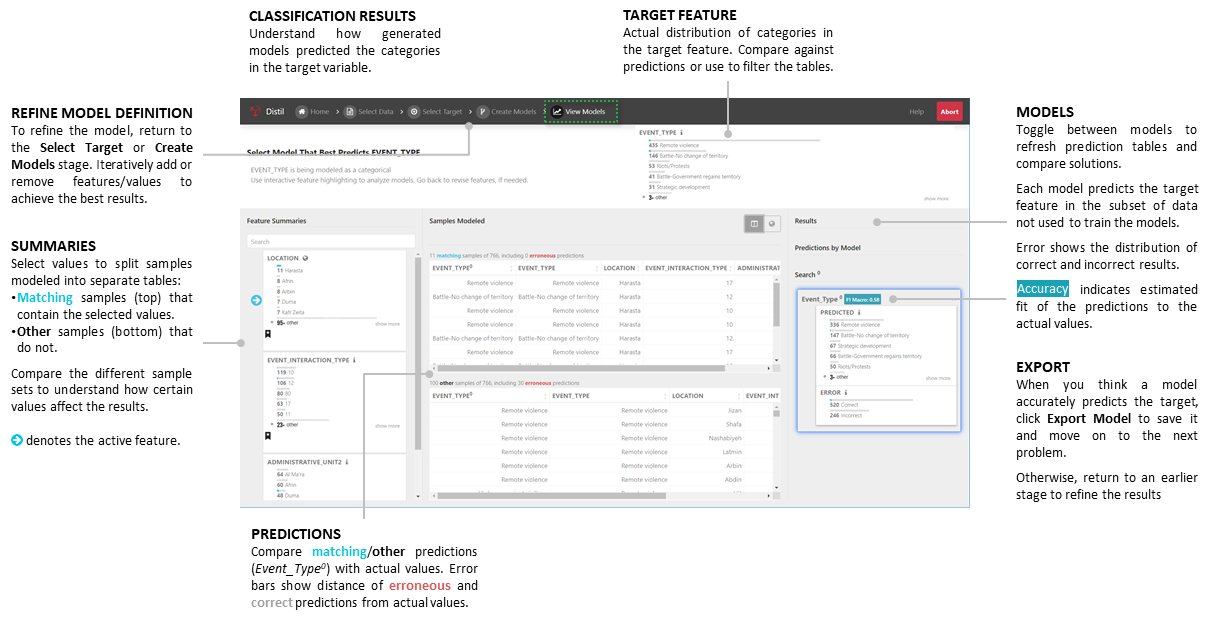 CLASSIFICATION RESULTS
Understand how generated
models predicted the categories
in the target variable.
TARGET FEATURE
Actual distribution of categories in
the target feature. Compare against
predictions or use to filter the tables.
REFINE MODEL DEFINITION
To refine the model, return to
the Select Target or Create
Models stage. Iteratively add or
remove features/values to
achieve the best results.
SUMMARIES
Select values to split samples
modeled into separate tables:
•Matching samples (top) that
contain the selected values.
•Other samples (bottom) that
do not.
Compare the different sample
sets to understand how certain
values affect the results.
denotes the active feature.
Distil Home > Select Data > Select Target > Create Models > View Models Help Abort
Select Model That Best Predicts EVENT_TYPE
EVENT_TYPE is being modeled as a categorical
Use interactive feature highlighting to analyze models. Go back to revise features, if needed.
EVENT_TYPE
435 Remote violence
146 Battle-No change of territory
53 Riots/Protests
41 Battle-Government regains territory
31 Strategic development
3+ other
show more
Feature Summaries
Search
LOCATION
11 Harasta
8 Afrin
8 Arbin
7 Duma
7 Kafr Zeita
95+ other
show more
EVENT_INTERACTION_TYPE
119 10
106 12
80 80
63 17
50 11
23+ other
show more
ADMINISTRATIVE_UNIT2
64 Al Ma'ra
60 Afrin
48 Duma
Samples Modeled
11 matching samples of 766, including 0 erroneous predictions
EVENT_TYPE⁰ EVENT_TYPE LOCATION EVENT_INTERACTION_TYPE ADMINISTRAT
Remote violence Remote violence Harasta 17
Battle-No change of territory Battle-No change of territory Harasta 12
Remote violence Remote violence Harasta 10
Remote violence Remote violence Harasta 10
Battle-No change of territory Battle-No change of territory Harasta 12
Remote violence Remote violence Harasta 17
100 other samples of 766, including 30 erroneous predictions
EVENT_TYPE⁰ EVENT_TYPE LOCATION EVENT_INT
Remote violence Remote violence Jizan
Remote violence Remote violence Shafa
Remote violence Remote violence Nashabiyeh
Remote violence Remote violence Latmin
Remote violence Remote violence Arbin
Remote violence Remote violence Abdin
Results
Predictions by Model
Search ⁰
Event_Type ⁰ F1 Macro: 0.58
PREDICTED
336 Remote violence
147 Battle-No change of territory
67 Strategic development
66 Battle-Government regains territory
50 Riots/Protests
3+ other
show more
ERROR
520 Correct
246 Incorrect
MODELS
Toggle between models to
refresh prediction tables and
compare solutions.
Each model predicts the target
feature in the subset of data
not used to train the models.
Error shows the distribution of
correct and incorrect results.
Accuracy indicates estimated
fit of the predictions to the
actual values.
EXPORT
When you think a model
accurately predicts the target,
click Export Model to save it
and move on to the next
problem.
Otherwise, return to an earlier
stage to refine the results
PREDICTIONS
Compare matching/other predictions
(Event_Type⁰) with actual values. Error
bars show distance of erroneous and
correct predictions from actual values.